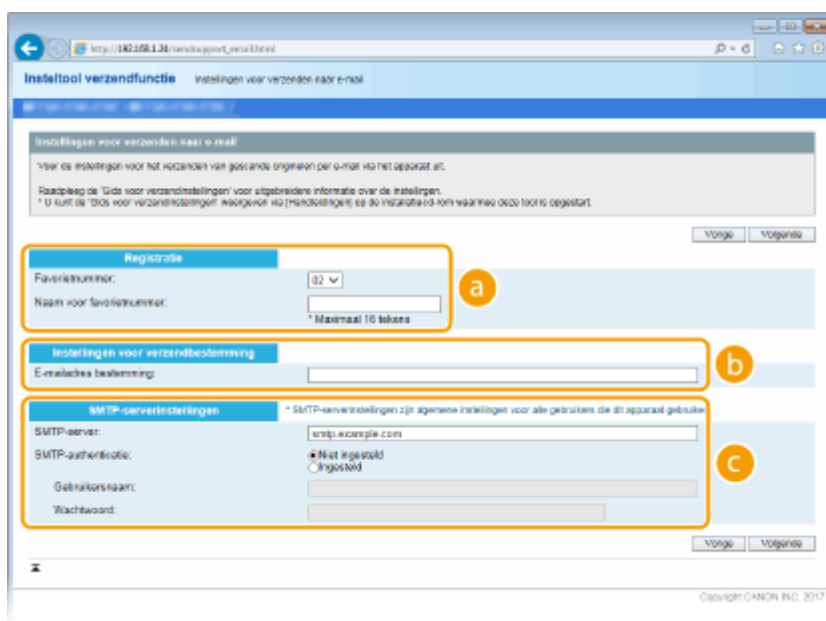 http://192.168.1.24/sendsupport_email.html
Insteltool verzendfunctie Instellingen voor verzenden naar e-mail
Instellingen voor verzenden naar e-mail
Voer de instellingen voor het verzenden van gescande originelen per e-mail via het apparaat uit.
Raadpleeg de 'Gids voor verzendinstellingen' voor uitgebreidere informatie over de instellingen.
* U kunt de 'Gids voor verzendinstellingen' weergeven via [Handleidingen] op de installatie-cd-rom waarmee deze tool is opgestart.
Vorige Volgende
Registratie
Favorietnummer: 02
Naam voor favorietnummer:
* Maximaal 16 tekens
a
Instellingen voor verzendbestemming
E-mailadres bestemming:
b
SMTP-serverinstellingen * SMTP-serverinstellingen zijn algemene instellingen voor alle gebruikers die dit apparaat gebruike
SMTP-server: smtp.example.com
SMTP-authenticatie: Niet ingesteld
Ingesteld
c
Gebruikersnaam:
Wachtwoord:
Vorige Volgende
Copyright CANON INC. 2017